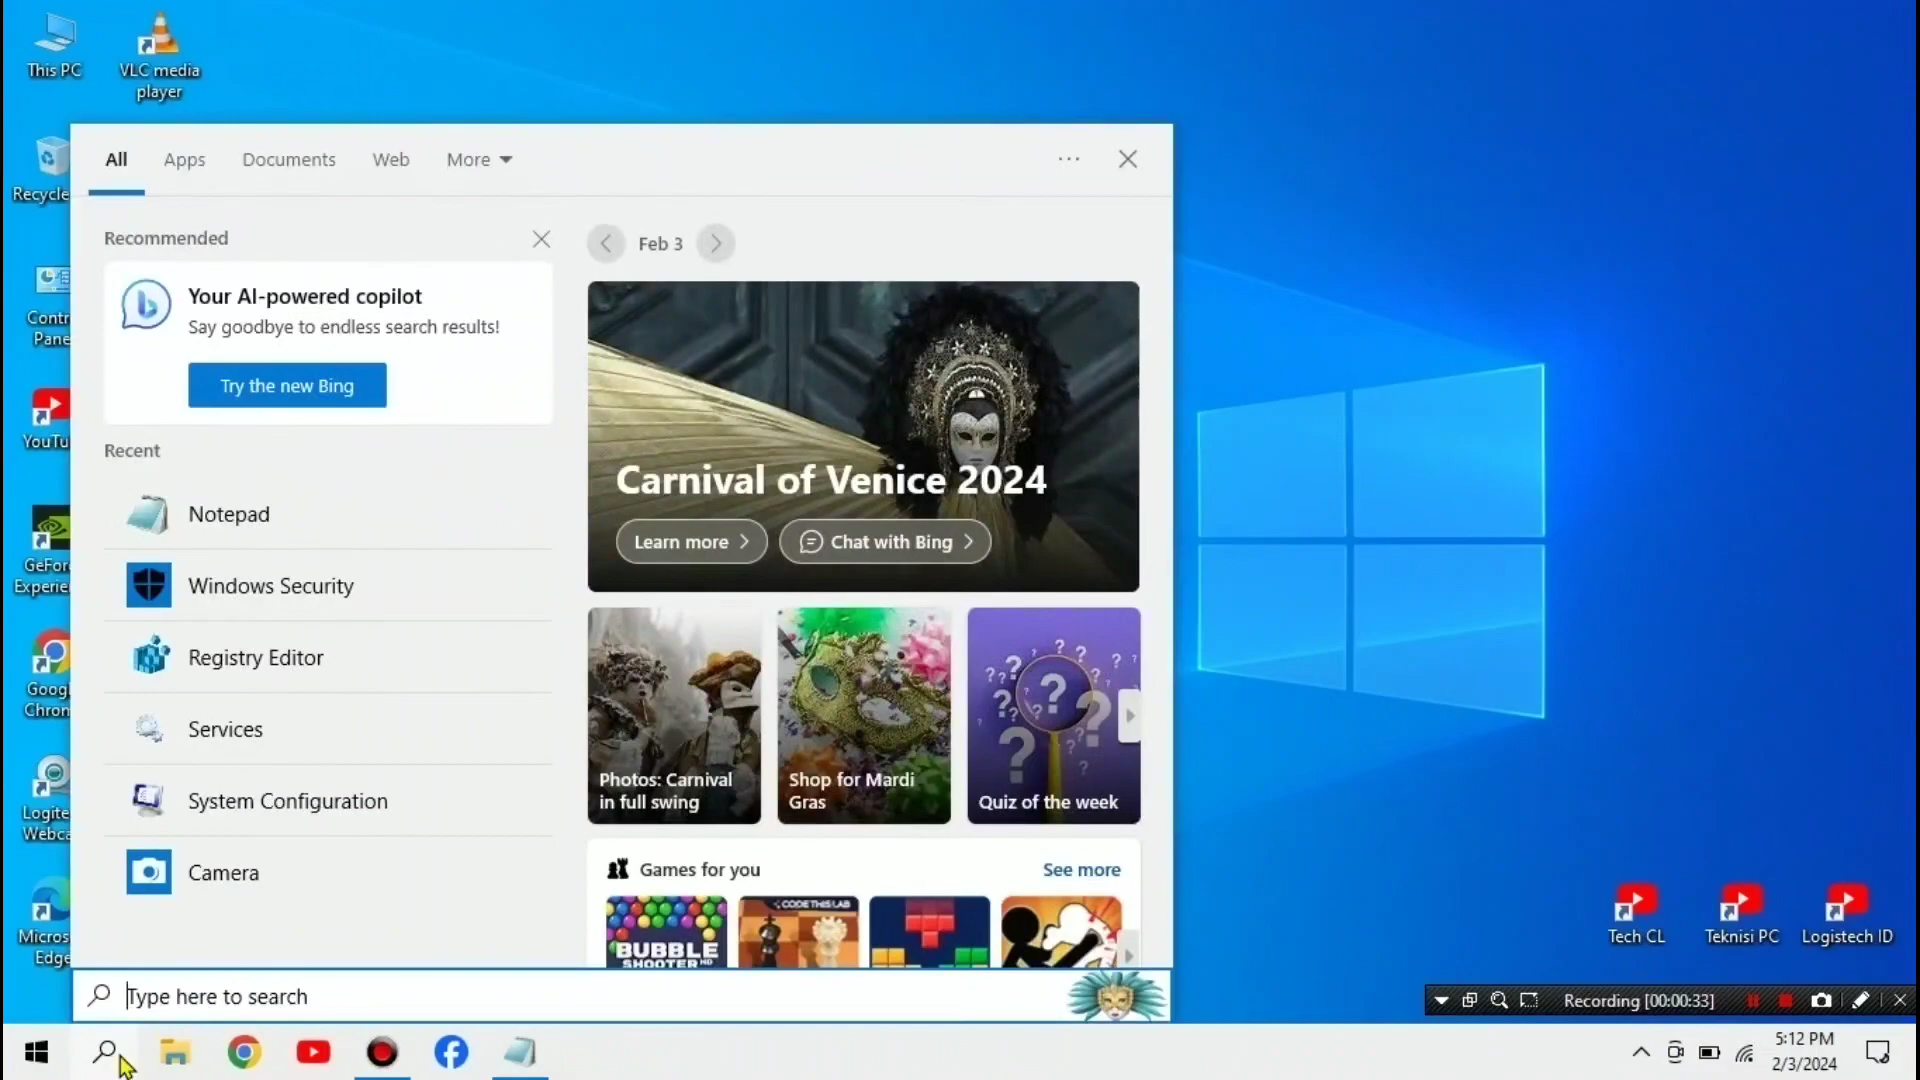 This PC
VLC media
player
Recycle
Contr
Pane
YouTu
GeFor
Experien
Goog
Chron
Logite
Webca
Micros
Edge
All
Apps
Documents
Web
More
Recommended
Your AI-powered copilot
Say goodbye to endless search results!
Try the new Bing
Recent
Notepad
Windows Security
Registry Editor
Services
System Configuration
Camera
Feb 3
Carnival of Venice 2024
Learn more
Chat with Bing
Photos: Carnival
in full swing
Shop for Mardi
Gras
Quiz of the week
Games for you
See more
BUBBLE
SHOOTER HD
CODETHISLAB
Type here to search
Tech CL
Teknisi PC
Logistech ID
Recording [00:00:33]
5:12 PM
2/3/2024